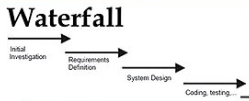 Waterfall
Initial
Investigation
Requirements
Definition
System Design
Coding, testing,...